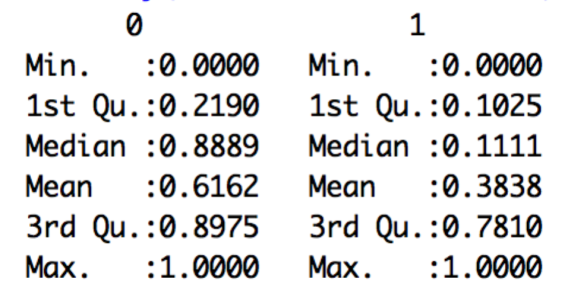 0 1
Min. :0.0000 Min. :0.0000
1st Qu.:0.2190 1st Qu.:0.1025
Median :0.8889 Median :0.1111
Mean :0.6162 Mean :0.3838
3rd Qu.:0.8975 3rd Qu.:0.7810
Max. :1.0000 Max. :1.0000